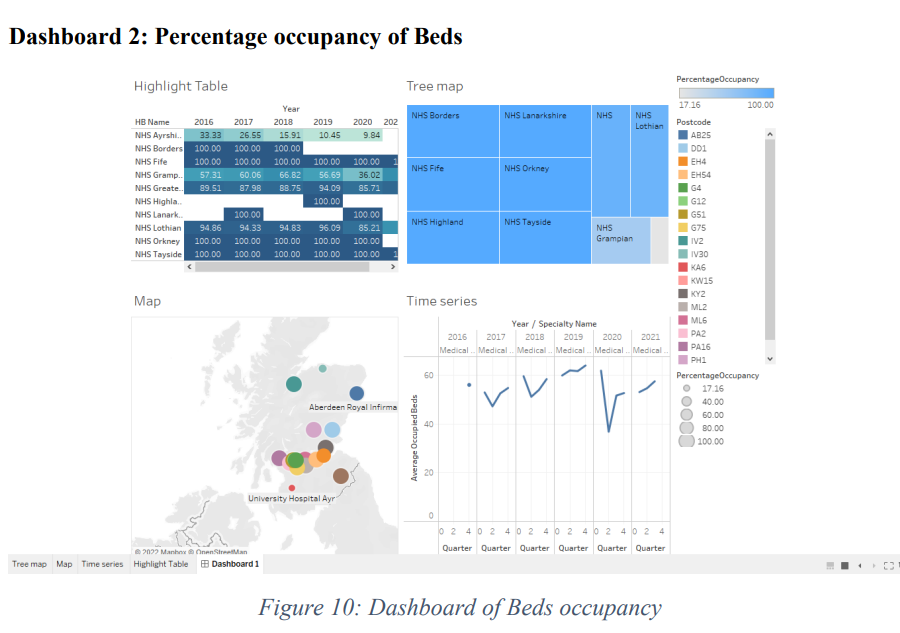 Dashboard 2: Percentage occupancy of Beds
Highlight Table
Year
HB Name 2016 2017 2018 2019 2020 202
NHS Ayrshi.. 33.33 26.55 15.91 10.45 9.84
NHS Borders 100.00 100.00 100.00
NHS Fife 100.00 100.00 100.00 100.00 100.00 1
NHS Gramp.. 57.31 60.06 66.82 56.69 36.02
NHS Greate.. 89.51 87.98 88.75 94.09 85.71
NHS Highla.. 100.00
NHS Lanark.. 100.00 100.00
NHS Lothian 94.86 94.33 94.83 96.09 85.21
NHS Orkney 100.00 100.00 100.00 100.00 100.00
NHS Tayside 100.00 100.00 100.00 100.00 100.00 1
Tree map
NHS Borders
NHS Lanarkshire
NHS
NHS Lothian
NHS Fife
NHS Orkney
NHS Highland
NHS Tayside
NHS Grampian
PercentageOccupancy
17.16 100.00
Postcode
AB25
DD1
EH4
EH54
G4
G12
G51
G75
IV2
IV30
KA6
KW15
KY2
ML2
ML6
PA2
PA16
PH1
PercentageOccupancy
17.16
40.00
60.00
80.00
100.00
Map
Aberdeen Royal Infirma
University Hospital Ayr
© 2022 Mapbox © OpenStreetMap
Time series
Year / Specialty Name
2016 2017 2018 2019 2020 2021
Medical .. Medical .. Medical .. Medical .. Medical .. Medical ..
Average Occupied Beds
60
40
20
0
0 2 4 0 2 4 0 2 4 0 2 4 0 2 4 0 2 4
Quarter Quarter Quarter Quarter Quarter Quarter
Tree map Map Time series Highlight Table Dashboard 1
Figure 10: Dashboard of Beds occupancy